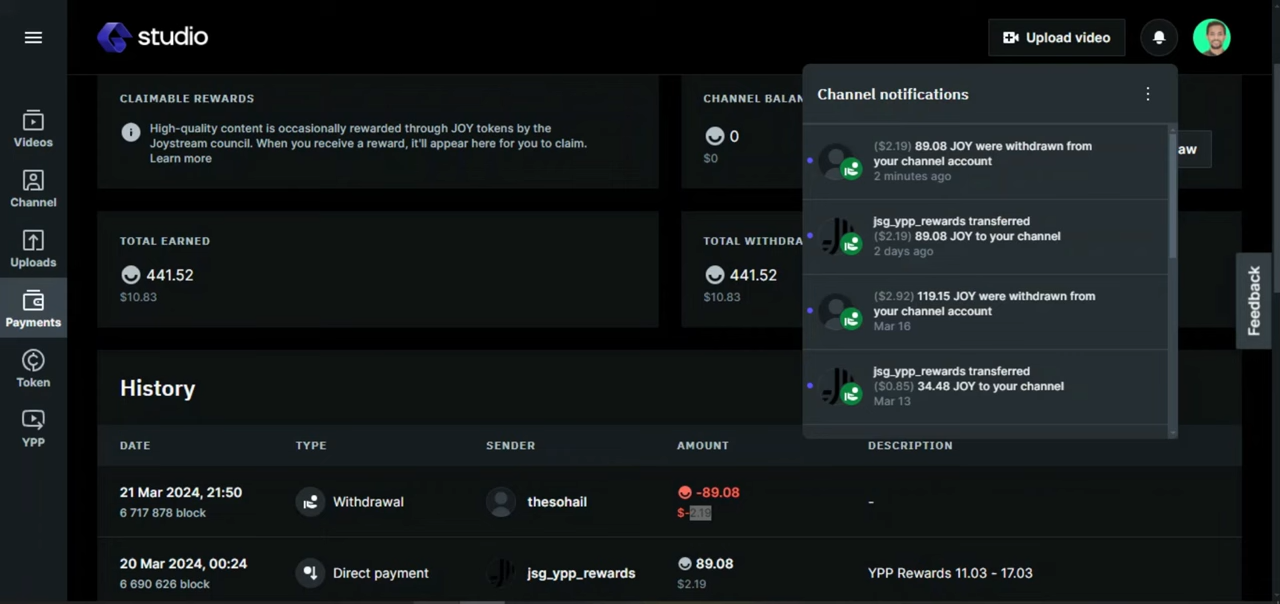 studio
Upload video
Videos
Channel
Uploads
Payments
Token
YPP
CLAIMABLE REWARDS
High-quality content is occasionally rewarded through JOY tokens by the
Joystream council. When you receive a reward, it'll appear here for you to claim.
Learn more
CHANNEL BALAN
0
$0
aw
TOTAL EARNED
441.52
$10.83
TOTAL WITHDRA
441.52
$10.83
Channel notifications
($2.19) 89.08 JOY were withdrawn from
your channel account
2 minutes ago
jsg_ypp_rewards transferred
($2.19) 89.08 JOY to your channel
2 days ago
($2.92) 119.15 JOY were withdrawn from
your channel account
Mar 16
jsg_ypp_rewards transferred
($0.85) 34.48 JOY to your channel
Mar 13
Feedback
History
DATE TYPE SENDER AMOUNT DESCRIPTION
21 Mar 2024, 21:50
6 717 878 block
Withdrawal
thesohail
-89.08
$-2.19
-
20 Mar 2024, 00:24
6 690 626 block
Direct payment
jsg_ypp_rewards
89.08
$2.19
YPP Rewards 11.03 - 17.03